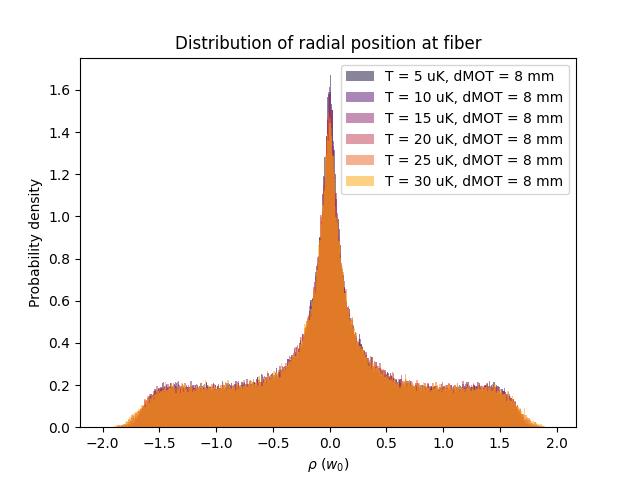 Distribution of radial position at fiber
T = 5 uK, dMOT = 8 mm
T = 10 uK, dMOT = 8 mm
T = 15 uK, dMOT = 8 mm
T = 20 uK, dMOT = 8 mm
T = 25 uK, dMOT = 8 mm
T = 30 uK, dMOT = 8 mm
Probability density
1.6
1.4
1.2
1.0
0.8
0.6
0.4
0.2
0.0
−2.0 −1.5 −1.0 −0.5 0.0 0.5 1.0 1.5 2.0
ρ (w₀)